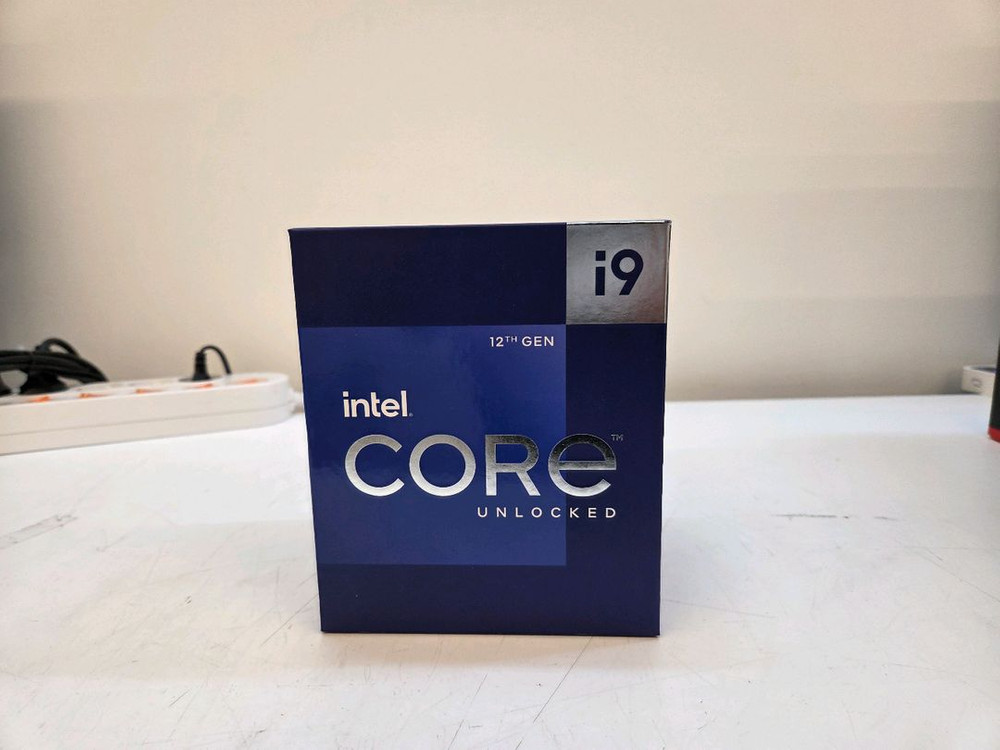 i9
12TH GEN
intel.
CORE™
UNLOCKED